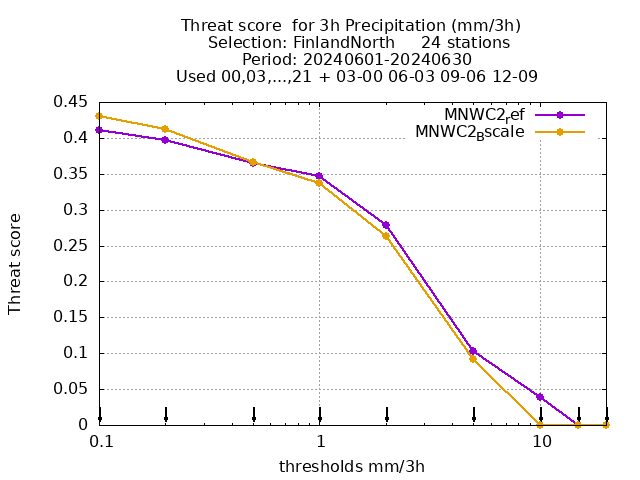 Threat score  for 3h Precipitation (mm/3h)
Selection: FinlandNorth     24 stations
Period: 20240601-20240630
Used 00,03,...,21 + 03-00 06-03 09-06 12-09
MNWC2ref
MNWC2Bscale
0.45
0.4
0.35
0.3
0.25
0.2
0.15
0.1
0.05
0
Threat score
0.1 1 10
thresholds mm/3h